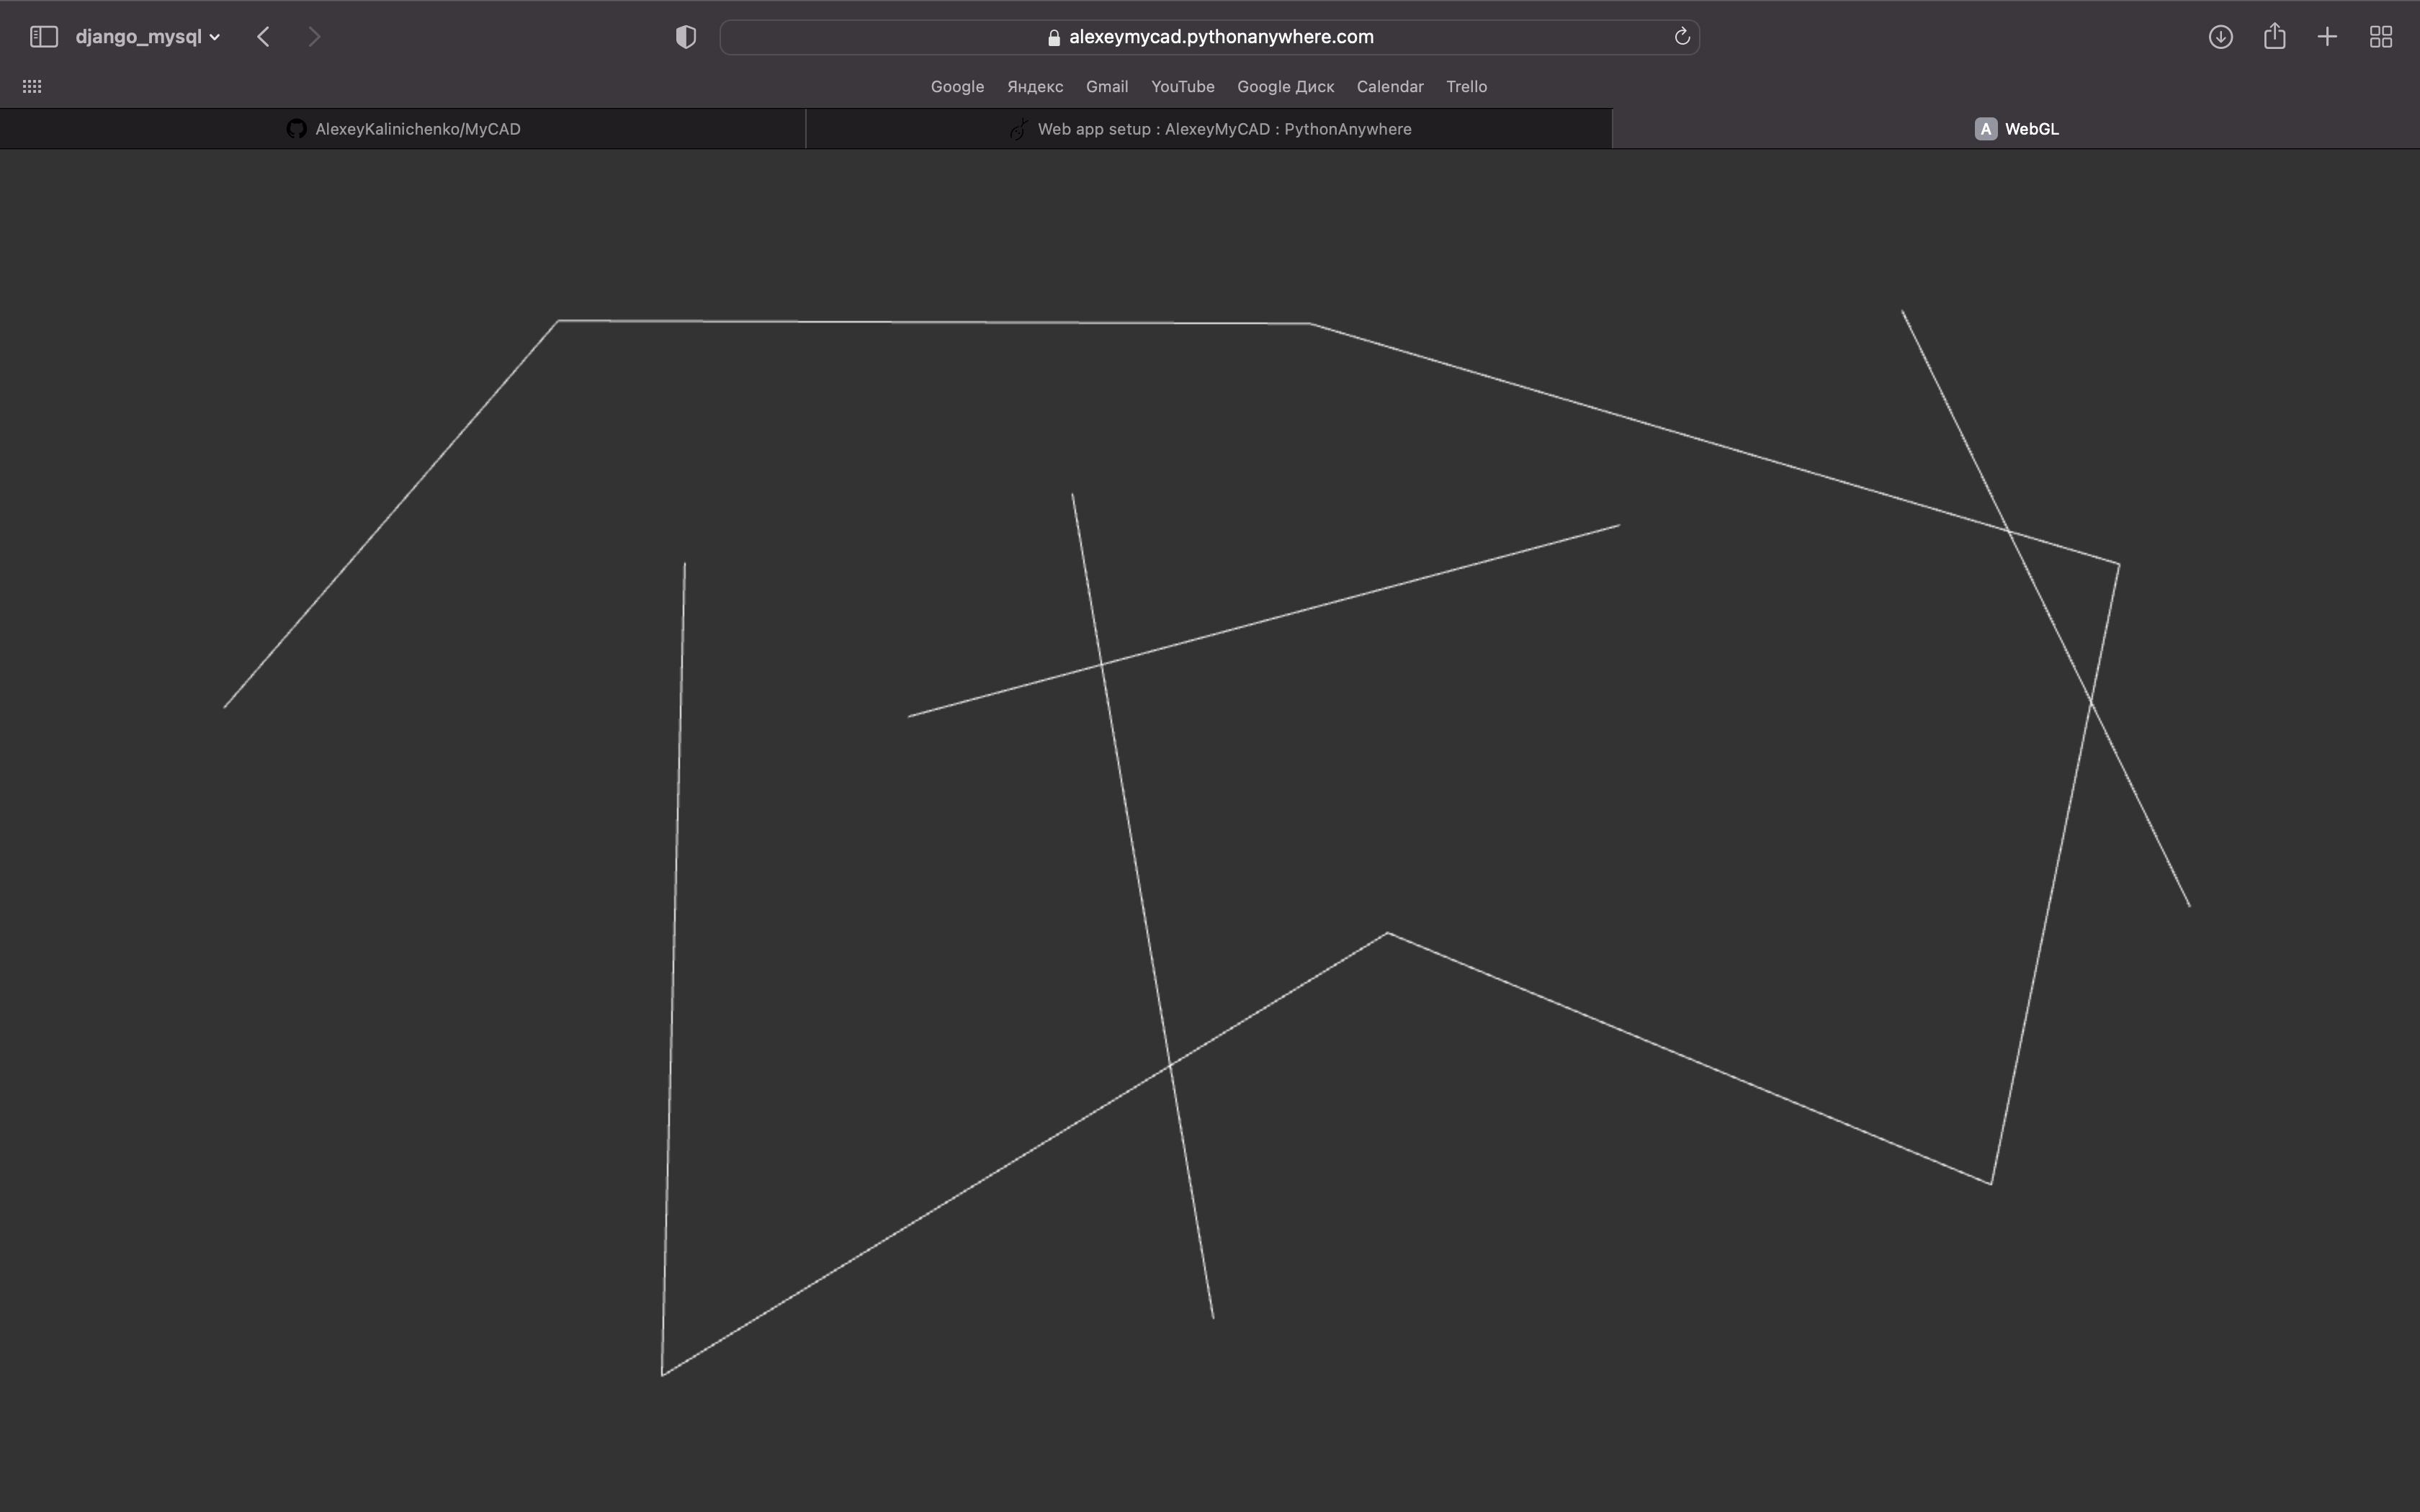 django_mysql
alexeymycad.pythonanywhere.com
Google Яндекс Gmail YouTube Google Диск Calendar Trello
AlexeyKalinichenko/MyCAD
Web app setup : AlexeyMyCAD : PythonAnywhere
A WebGL